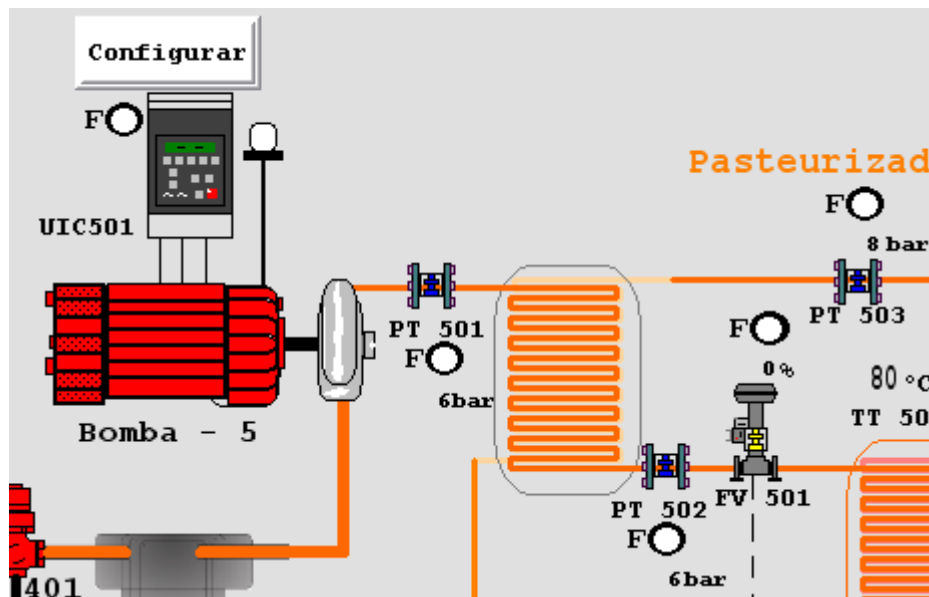 Configurar
F
UIC501
Pasteurizad
F
8 bar
PT 501
PT 503
F
F
6bar
0%
80 °C
TT 50
Bomba - 5
PT 502
FV 501
F
6bar
401